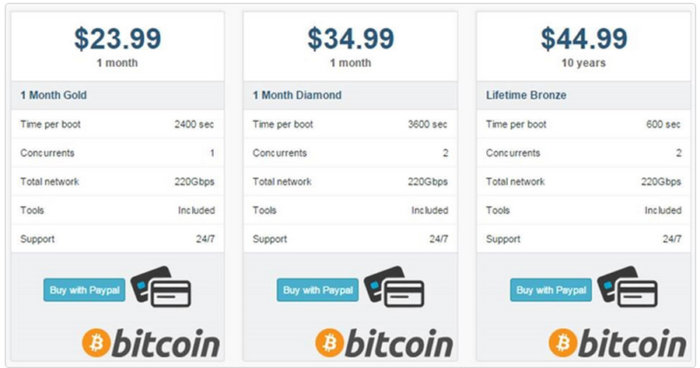 $23.99
1 month
1 Month Gold
Time per boot 2400 sec
Concurrents 1
Total network 220Gbps
Tools Included
Support 24/7
Buy with Paypal
bitcoin
$34.99
1 month
1 Month Diamond
Time per boot 3600 sec
Concurrents 2
Total network 220Gbps
Tools Included
Support 24/7
Buy with Paypal
bitcoin
$44.99
10 years
Lifetime Bronze
Time per boot 600 sec
Concurrents 2
Total network 220Gbps
Tools Included
Support 24/7
Buy with Paypal
bitcoin